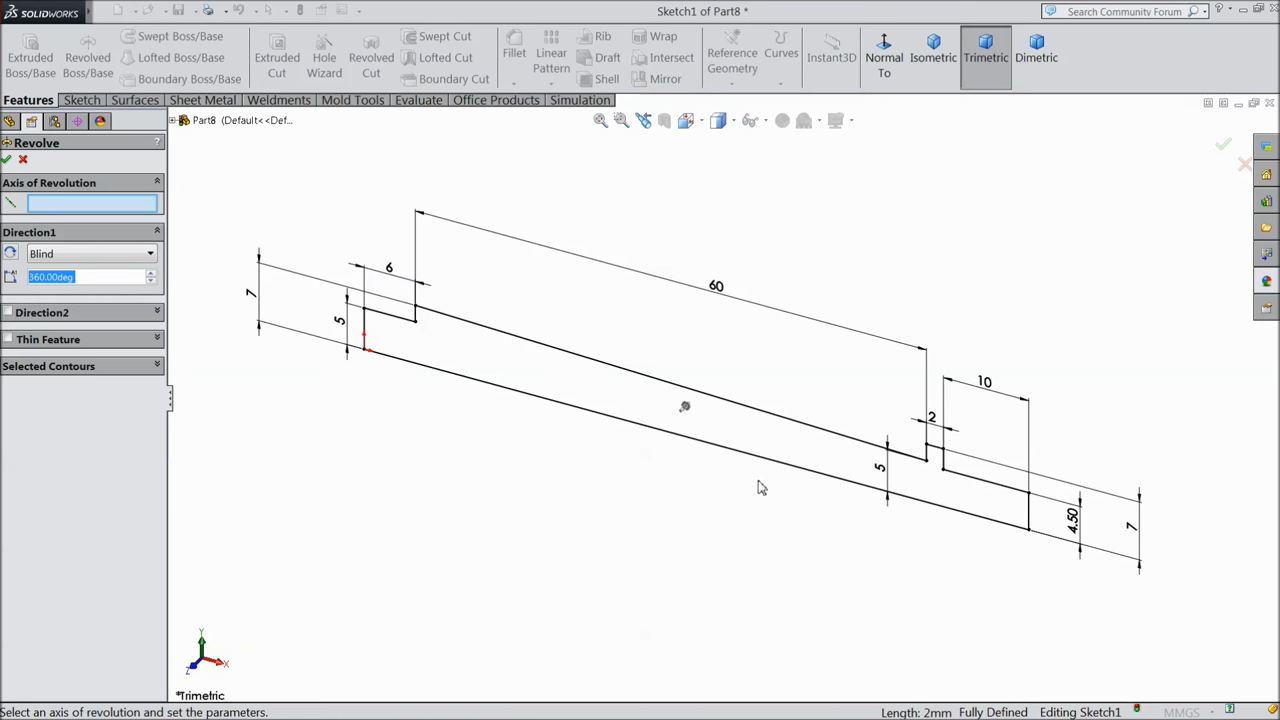 SOLIDWORKS
Sketch1 of Part8 *
Search Community Forum
Extruded Boss/Base
Revolved Boss/Base
Swept Boss/Base
Lofted Boss/Base
Boundary Boss/Base
Extruded Cut
Hole Wizard
Revolved Cut
Swept Cut
Lofted Cut
Boundary Cut
Fillet
Linear Pattern
Rib
Draft
Shell
Wrap
Intersect
Mirror
Reference Geometry
Curves
Instant3D
Normal To
Isometric
Trimetric
Dimetric
Features Sketch Surfaces Sheet Metal Weldments Mold Tools Evaluate Office Products Simulation
Part8 (Default<<Def...
Revolve ?
Axis of Revolution
Direction1
Blind
360.00deg
Direction2
Thin Feature
Selected Contours
60
6
7
5
10
2
5
4.50
7
Y
X
Z
*Trimetric
Select an axis of revolution and set the parameters.
Length: 2mm Fully Defined Editing Sketch1 MMGS